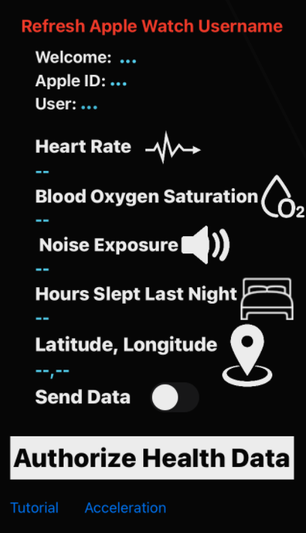 Refresh Apple Watch Username
Welcome: ...
Apple ID: ...
User: ...
Heart Rate
--
Blood Oxygen Saturation O2
--
Noise Exposure
--
Hours Slept Last Night
--
Latitude, Longitude
--,--
Send Data
Authorize Health Data
Tutorial Acceleration